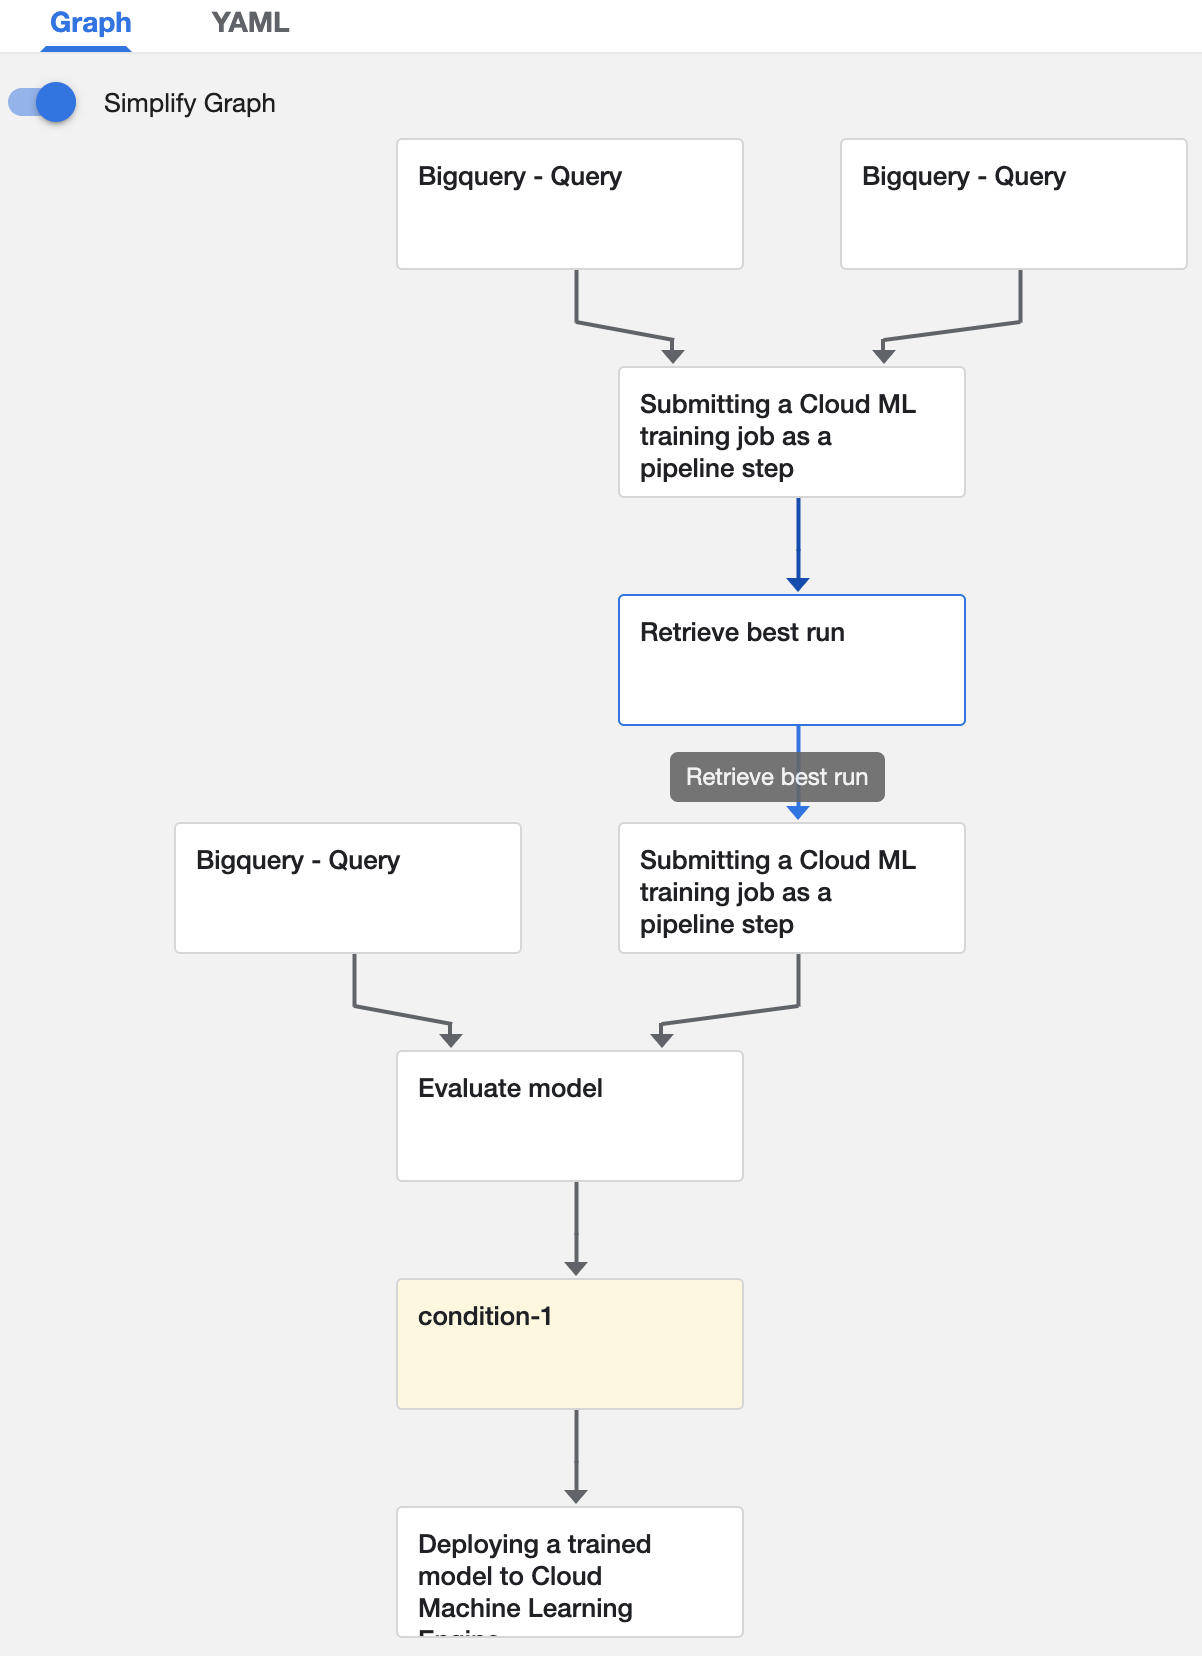 Graph YAML
Simplify Graph
Bigquery - Query
Bigquery - Query
Submitting a Cloud ML
training job as a
pipeline step
Retrieve best run
Retrieve best run
Bigquery - Query
Submitting a Cloud ML
training job as a
pipeline step
Evaluate model
condition-1
Deploying a trained
model to Cloud
Machine Learning
Engine